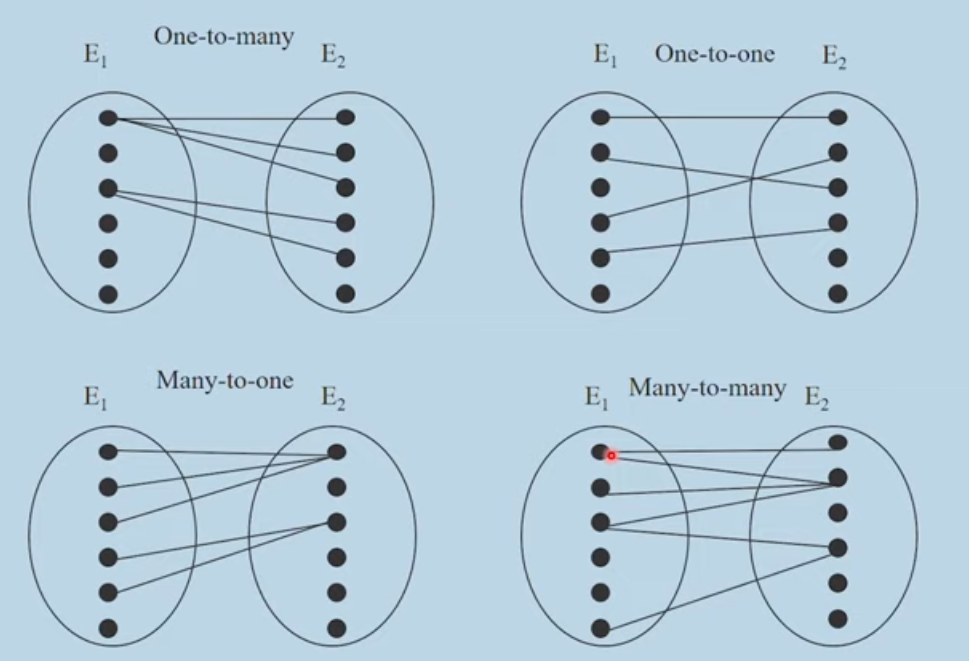 One-to-many
E₁ E₂
E₁ One-to-one E₂
Many-to-one
E₁ E₂
E₁ Many-to-many E₂